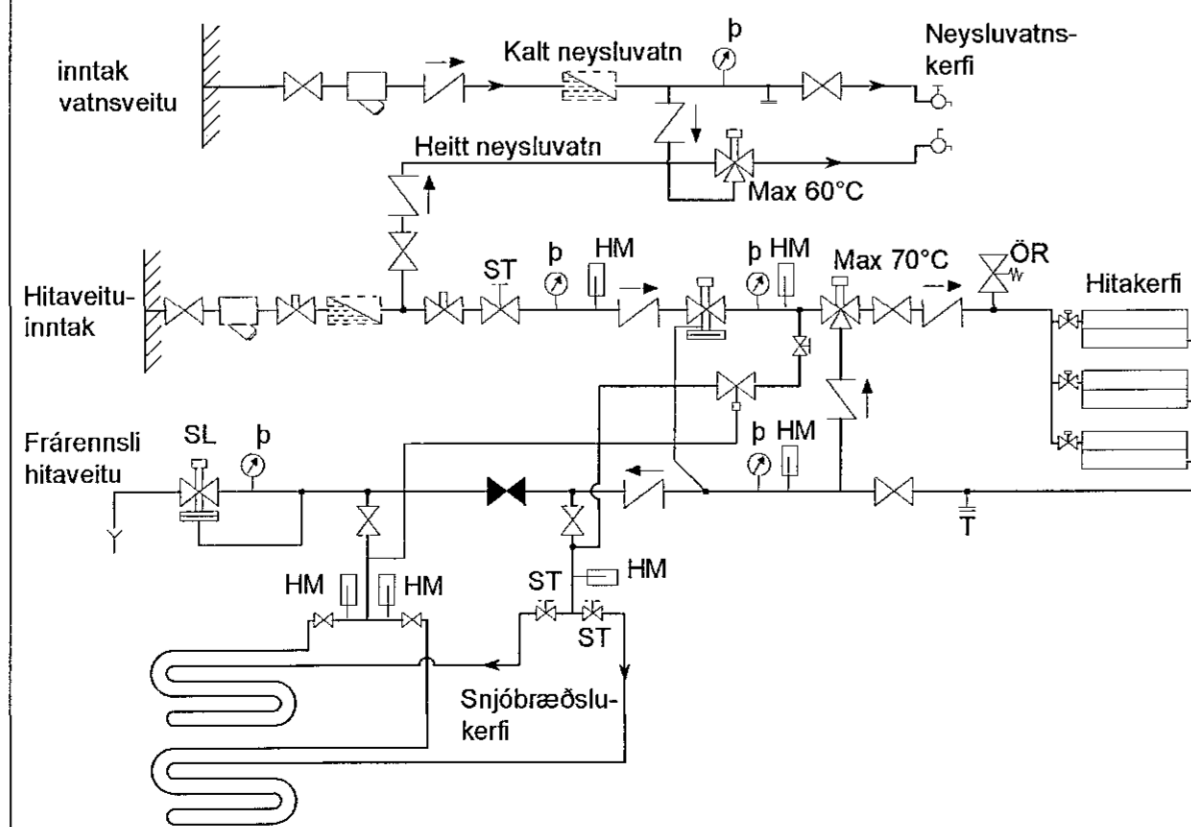 inntak
vatnsveitu
Kalt neysluvatn
þ
Neysluvatns-
kerfi
Heitt neysluvatn
Max 60°C
Hitaveitu-
inntak
ST
þ
HM
þ
HM
Max 70°C
ÖR
Hitakerfi
Frárennsli
hitaveitu
SL
þ
þ
HM
T
HM
HM
ST
HM
ST
Snjóbræðslu-
kerfi